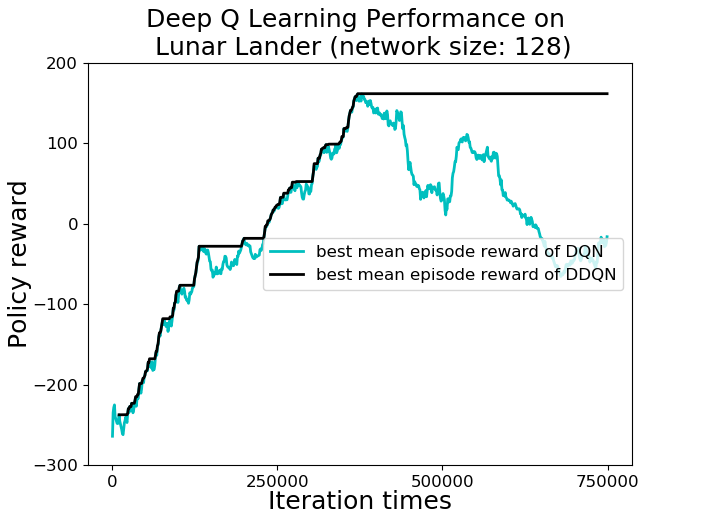 Deep Q Learning Performance on
Lunar Lander (network size: 128)
Policy reward
200
100
0
−100
−200
−300
best mean episode reward of DQN
best mean episode reward of DDQN
0
250000
500000
750000
Iteration times